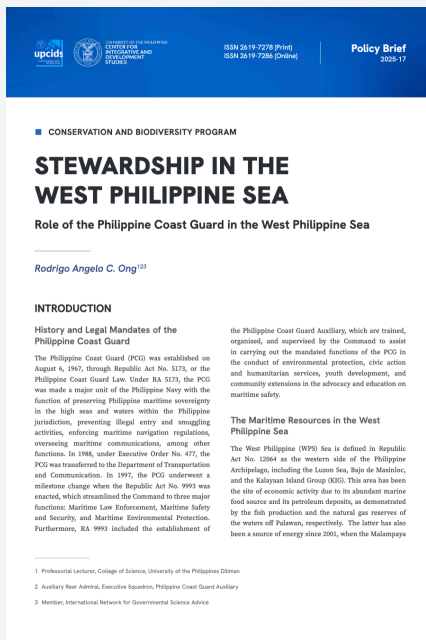 upcids
UNIVERSITY OF THE PHILIPPINES
CENTER FOR
INTEGRATIVE AND
DEVELOPMENT
STUDIES
ISSN 2619-7278 (Print)
ISSN 2619-7286 (Online)
Policy Brief
2025-17
CONSERVATION AND BIODIVERSITY PROGRAM
STEWARDSHIP IN THE
WEST PHILIPPINE SEA
Role of the Philippine Coast Guard in the West Philippine Sea
Rodrigo Angelo C. Ong¹²³
INTRODUCTION
History and Legal Mandates of the
Philippine Coast Guard
The Philippine Coast Guard (PCG) was established on
August 6, 1967, through Republic Act No. 5173, or the
Philippine Coast Guard Law. Under RA 5173, the PCG
was made a major unit of the Philippine Navy with the
function of preserving Philippine maritime sovereignty
in the high seas and waters within the Philippine
jurisdiction, preventing illegal entry and smuggling
activities, enforcing maritime navigation regulations,
overseeing maritime communications, among other
functions. In 1988, under Executive Order No. 477, the
PCG was transferred to the Department of Transportation
and Communication. In 1997, the PCG underwent a
milestone change when the Republic Act No. 9993 was
enacted, which streamlined the Command to three major
functions: Maritime Law Enforcement, Maritime Safety
and Security, and Maritime Environmental Protection.
Furthermore, RA 9993 included the establishment of
the Philippine Coast Guard Auxiliary, which are trained,
organized, and supervised by the Command to assist
in carrying out the mandated functions of the PCG in
the conduct of environmental protection, civic action
and humanitarian services, youth development, and
community extensions in the advocacy and education on
maritime safety.
The Maritime Resources in the West
Philippine Sea
The West Philippine (WPS) Sea is defined in Republic
Act No. 12064 as the western side of the Philippine
Archipelago, including the Luzon Sea, Bajo de Masinloc,
and the Kalayaan Island Group (KIG). This area has been
the site of economic activity due to its abundant marine
food source and its petroleum deposits, as demonstrated
by the fish production and the natural gas reserves of
the waters off Palawan, respectively. The latter has also
been a source of energy since 2001, when the Malampaya
1 Professorial Lecturer, College of Science, University of the Philippines Diliman
2 Auxiliary Rear Admiral, Executive Squadron, Philippine Coast Guard Auxiliary
3 Member, International Network for Governmental Science Advice